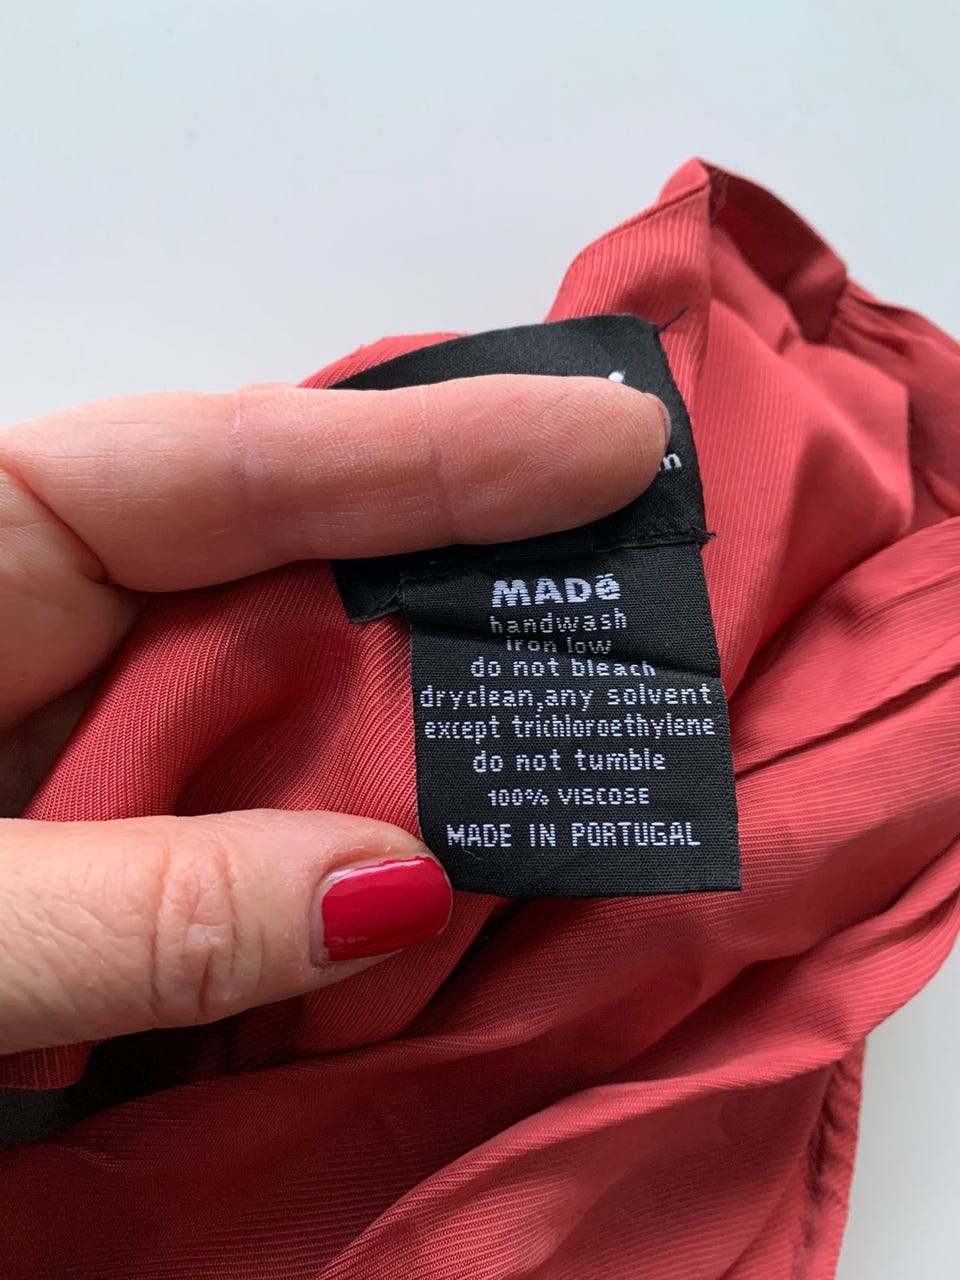 MADē
handwash
iron low
do not bleach
dryclean,any solvent
except trichloroethylene
do not tumble
100% VISCOSE
MADE IN PORTUGAL